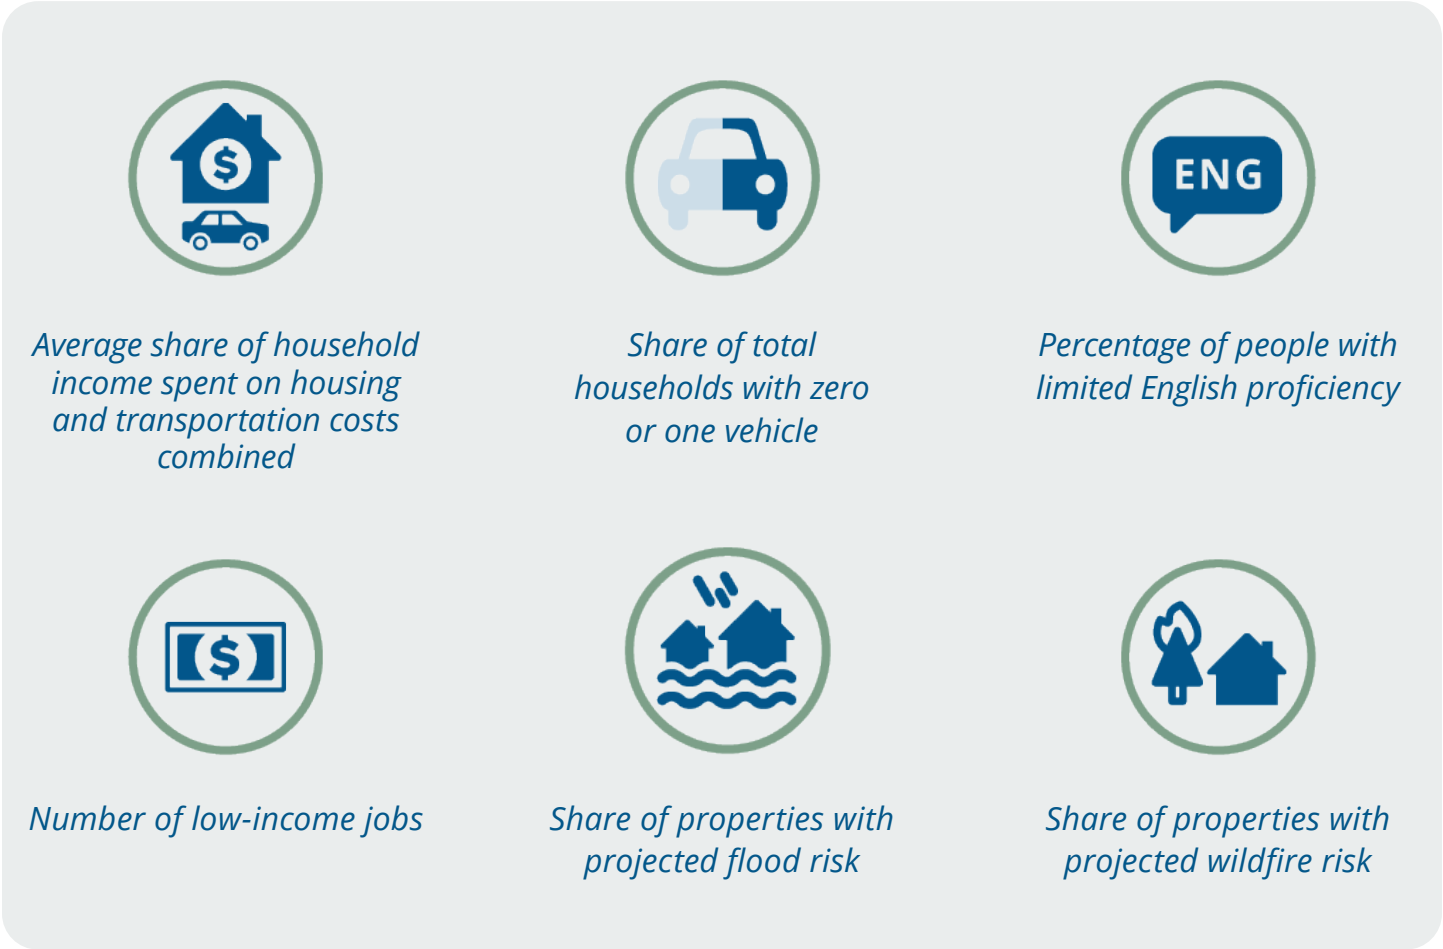 $
ENG
Average share of household
income spent on housing
and transportation costs
combined
Share of total
households with zero
or one vehicle
Percentage of people with
limited English proficiency
$
Number of low-income jobs
Share of properties with
projected flood risk
Share of properties with
projected wildfire risk